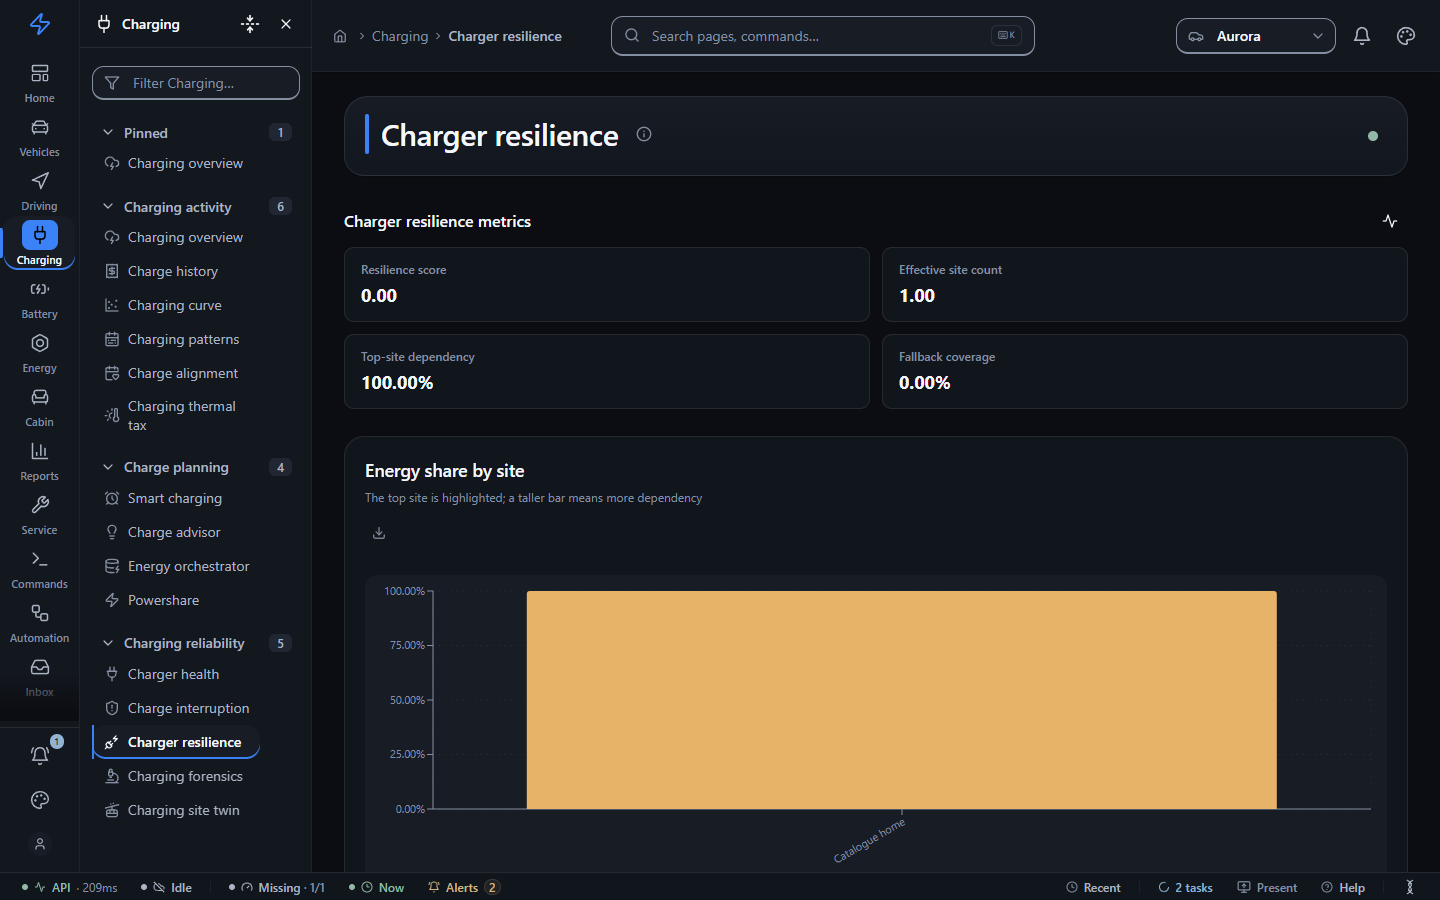 Charging
Home
Vehicles
Driving
Charging
Battery
Energy
Cabin
Reports
Service
Commands
Automation
Inbox
1
Filter Charging...
Pinned 1
Charging overview
Charging activity 6
Charging overview
Charge history
Charging curve
Charging patterns
Charge alignment
Charging thermal
tax
Charge planning 4
Smart charging
Charge advisor
Energy orchestrator
Powershare
Charging reliability 5
Charger health
Charge interruption
Charger resilience
Charging forensics
Charging site twin
Charging > Charger resilience
Search pages, commands...
K
Aurora
Charger resilience
Charger resilience metrics
Resilience score
0.00
Effective site count
1.00
Top-site dependency
100.00%
Fallback coverage
0.00%
Energy share by site
The top site is highlighted; a taller bar means more dependency
100.00%
75.00%
50.00%
25.00%
0.00%
Catalogue home
API · 209ms
Idle
Missing · 1/1
Now
Alerts 2
Recent
2 tasks
Present
Help